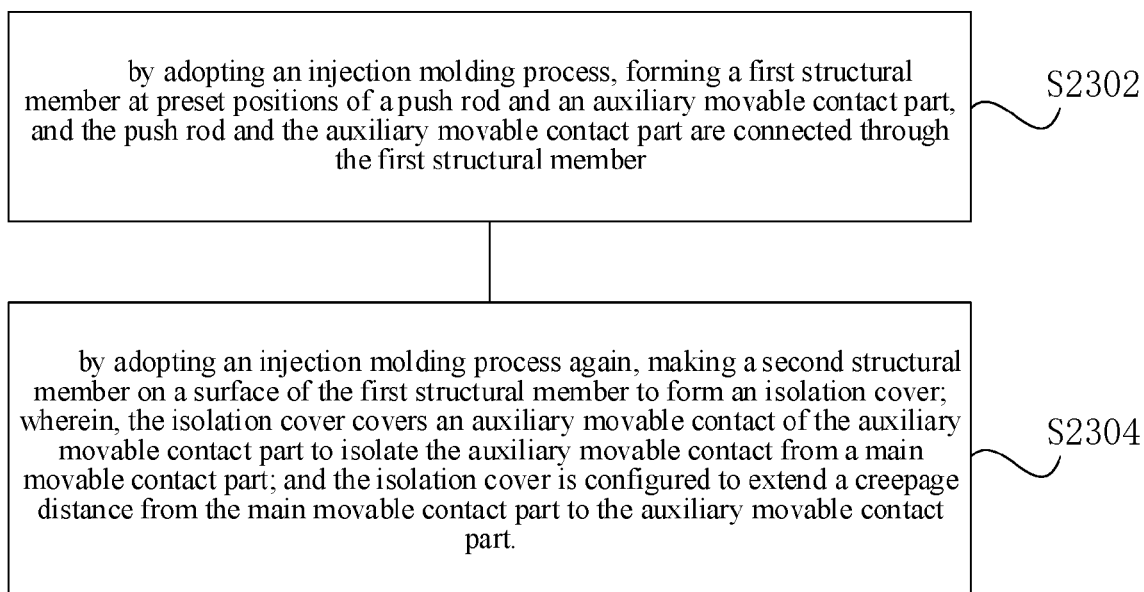 by adopting an injection molding process, forming a first structural
member at preset positions of a push rod and an auxiliary movable contact part,
and the push rod and the auxiliary movable contact part are connected through
the first structural member
S2302
by adopting an injection molding process again, making a second structural
member on a surface of the first structural member to form an isolation cover;
wherein, the isolation cover covers an auxiliary movable contact of the auxiliary
movable contact part to isolate the auxiliary movable contact from a main
movable contact part; and the isolation cover is configured to extend a creepage
distance from the main movable contact part to the auxiliary movable contact
part.
S2304